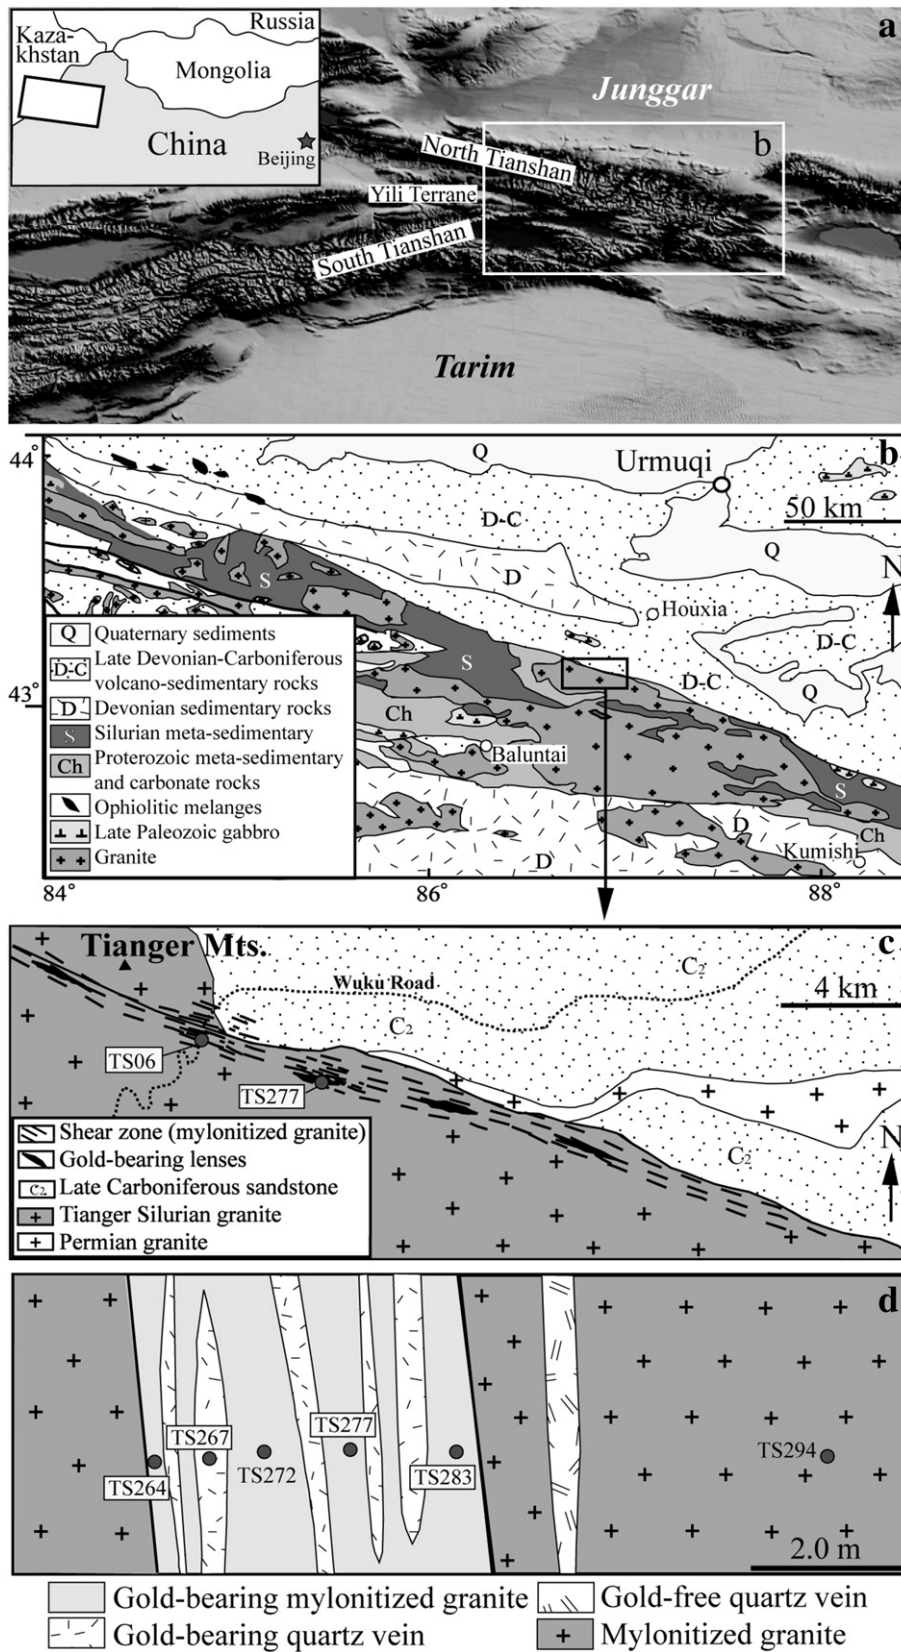 a
Russia
Kaza-
khstan
Mongolia
China
Beijing
Junggar
b
North Tianshan
Yili Terrane
South Tianshan
Tarim
b
44°
Q
Urmuqi
50 km
D-C
Q
N
D
S
Houxia
D-C
Q
S
D-C
43°
Ch
Baluntai
S
D
Ch
Kumishi
D
Q Quaternary sediments
D-C Late Devonian-Carboniferous
volcano-sedimentary rocks
D Devonian sedimentary rocks
S Silurian meta-sedimentary
Ch Proterozoic meta-sedimentary
and carbonate rocks
Ophiolitic melanges
Late Paleozoic gabbro
Granite
84° 86° 88°
c
Tianger Mts.
C2
Wuku Road
4 km
C2
TS06
TS277
N
C2
Shear zone (mylonitized granite)
Gold-bearing lenses
C2 Late Carboniferous sandstone
Tianger Silurian granite
Permian granite
d
TS264
TS267
TS272
TS277
TS283
TS294
2.0 m
Gold-bearing mylonitized granite
Gold-free quartz vein
Gold-bearing quartz vein
Mylonitized granite